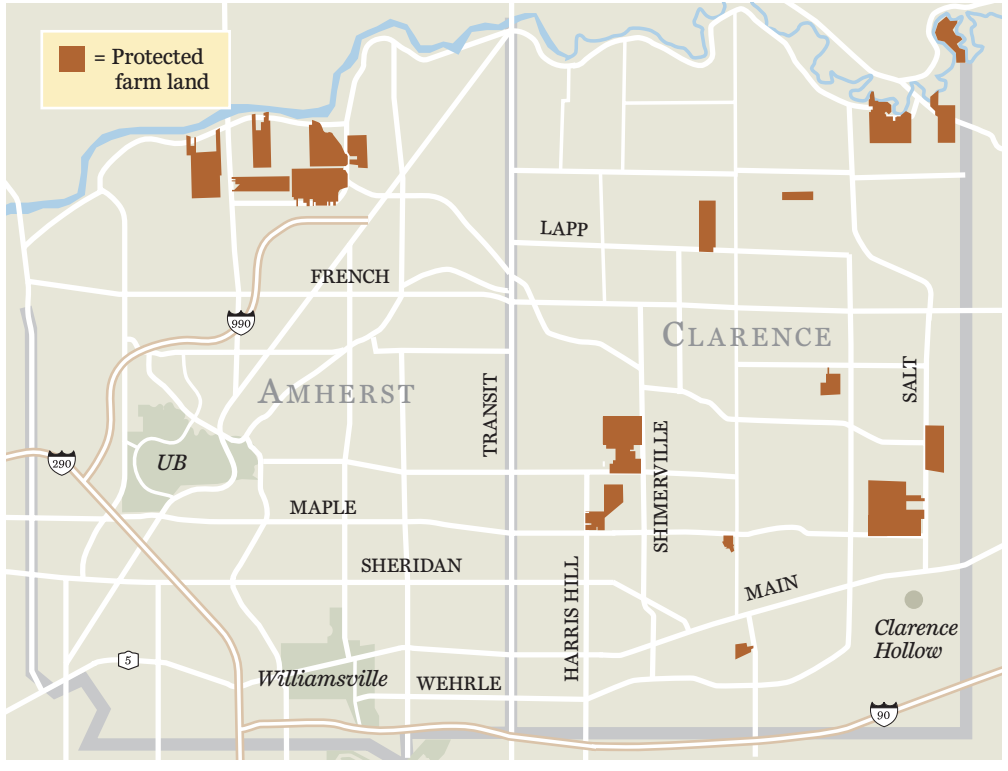 = Protected
farm land
LAPP
FRENCH
990
CLARENCE
AMHERST
TRANSIT
SALT
UB
290
SHIMERVILLE
MAPLE
SHERIDAN
HARRIS HILL
MAIN
Clarence
Hollow
5
Williamsville
WEHRLE
90